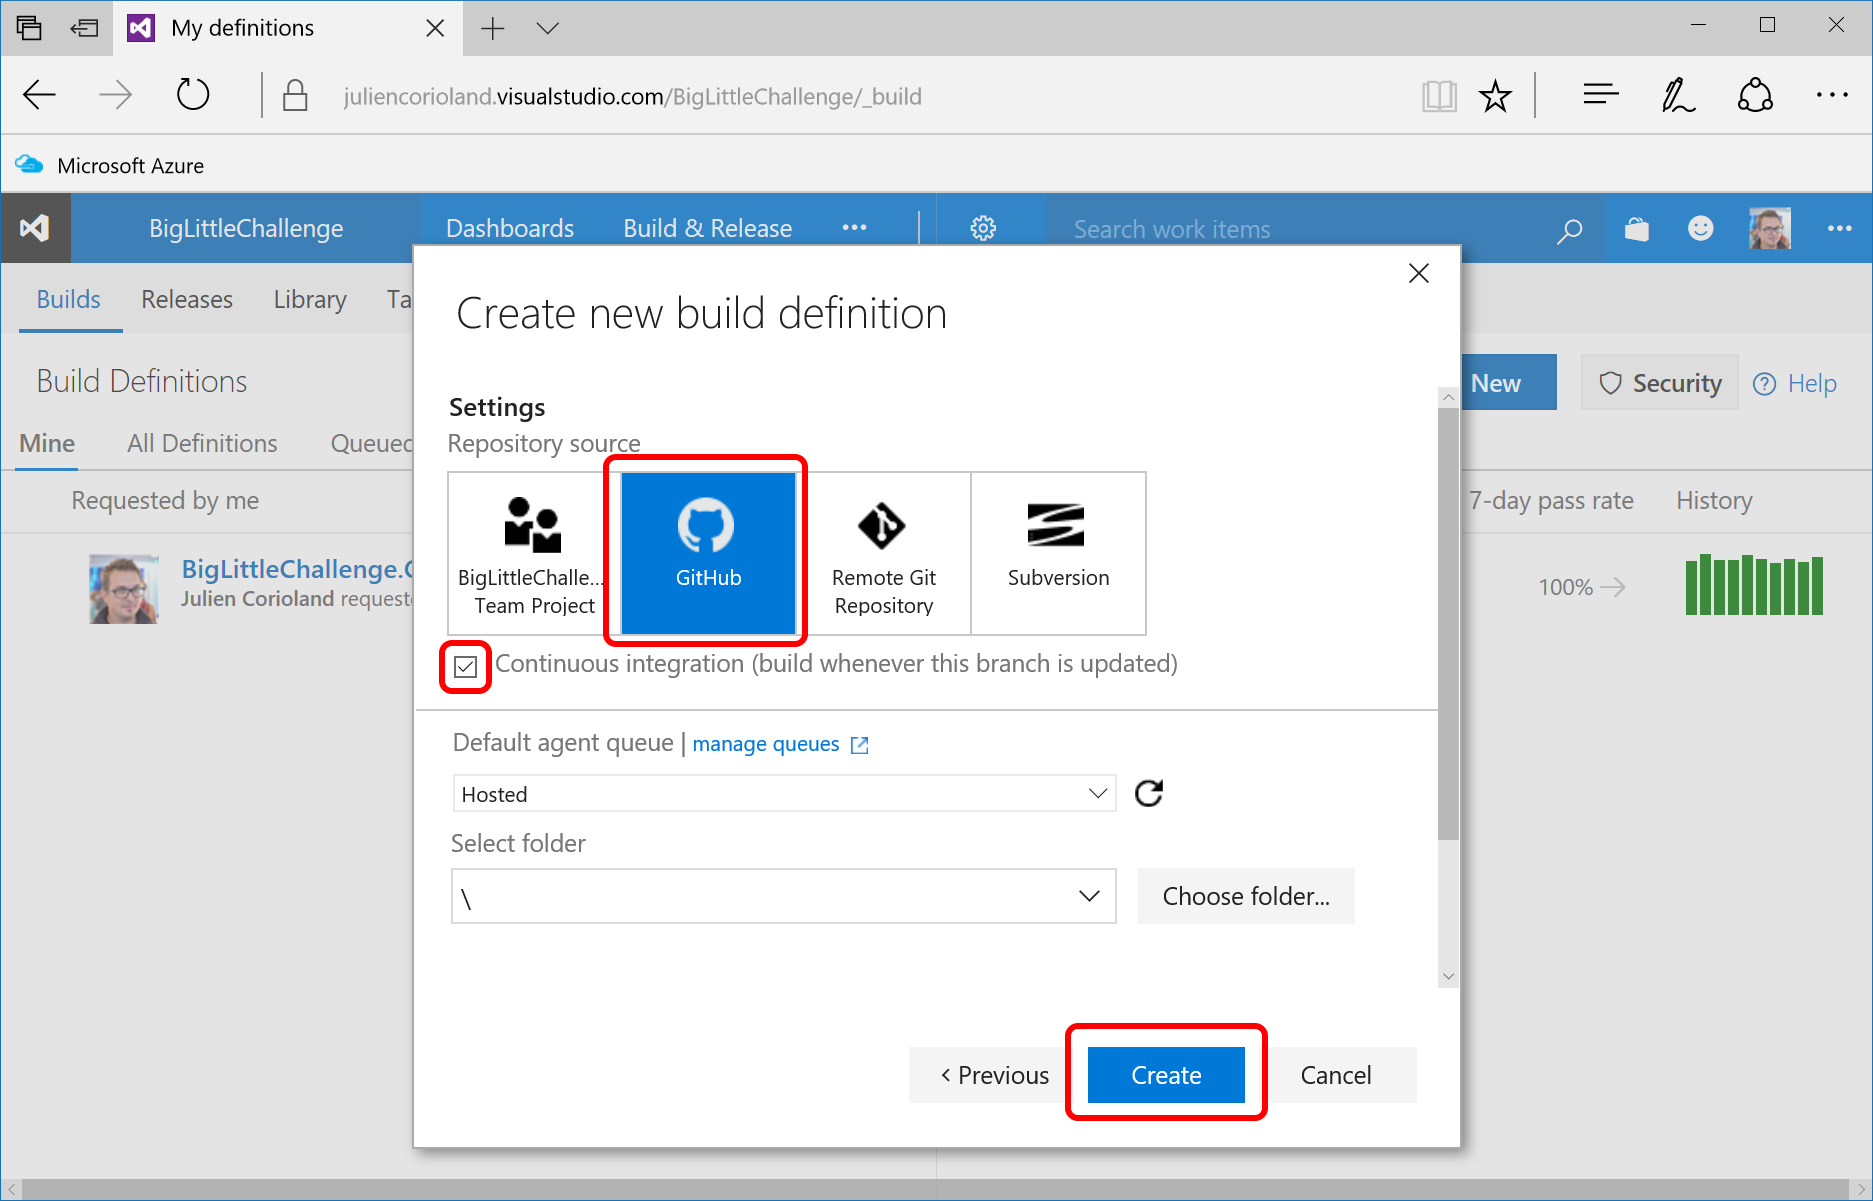 My definitions
juliencorioland.visualstudio.com/BigLittleChallenge/_build
Microsoft Azure
BigLittleChallenge
Dashboards
Build & Release
Search work items
Builds
Releases
Library
Ta
Create new build definition
Build Definitions
New
Security
Help
Settings
Mine
All Definitions
Queued
Repository source
Requested by me
7-day pass rate
History
BigLittleChalle...
Team Project
GitHub
Remote Git
Repository
Subversion
BigLittleChallenge.C
Julien Corioland requeste
100%
Continuous integration (build whenever this branch is updated)
Default agent queue | manage queues
Hosted
Select folder
\
Choose folder...
‹ Previous
Create
Cancel